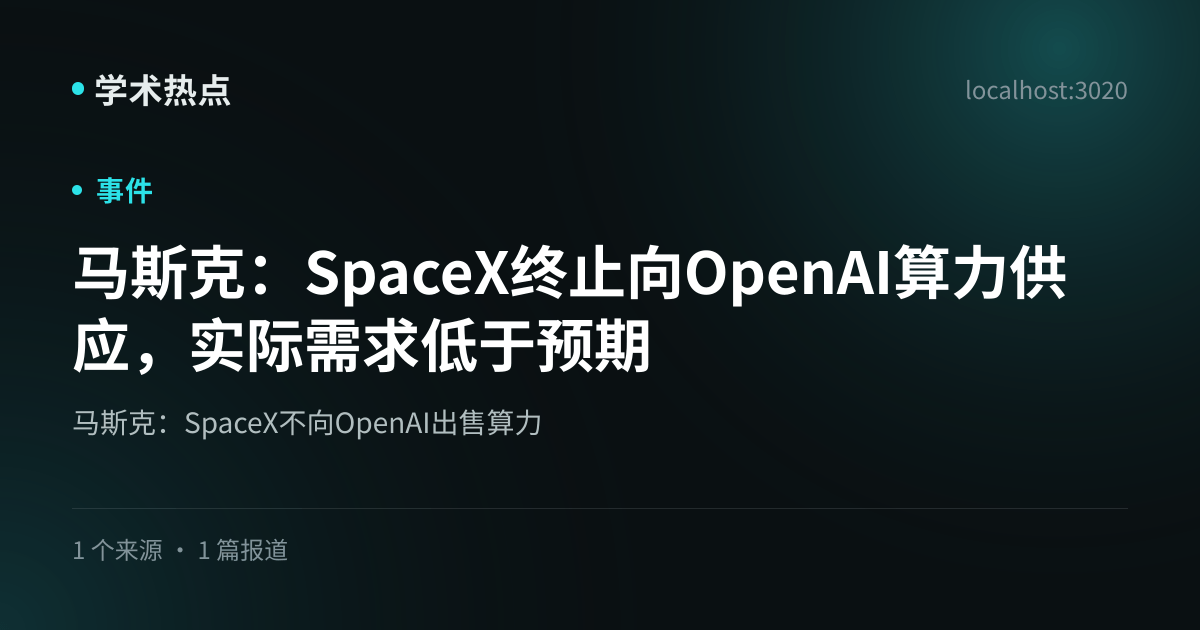 学术热点
localhost:3020
事件
马斯克：SpaceX终止向OpenAI算力供
应，实际需求低于预期
马斯克：SpaceX不向OpenAI出售算力
1 个来源 · 1 篇报道